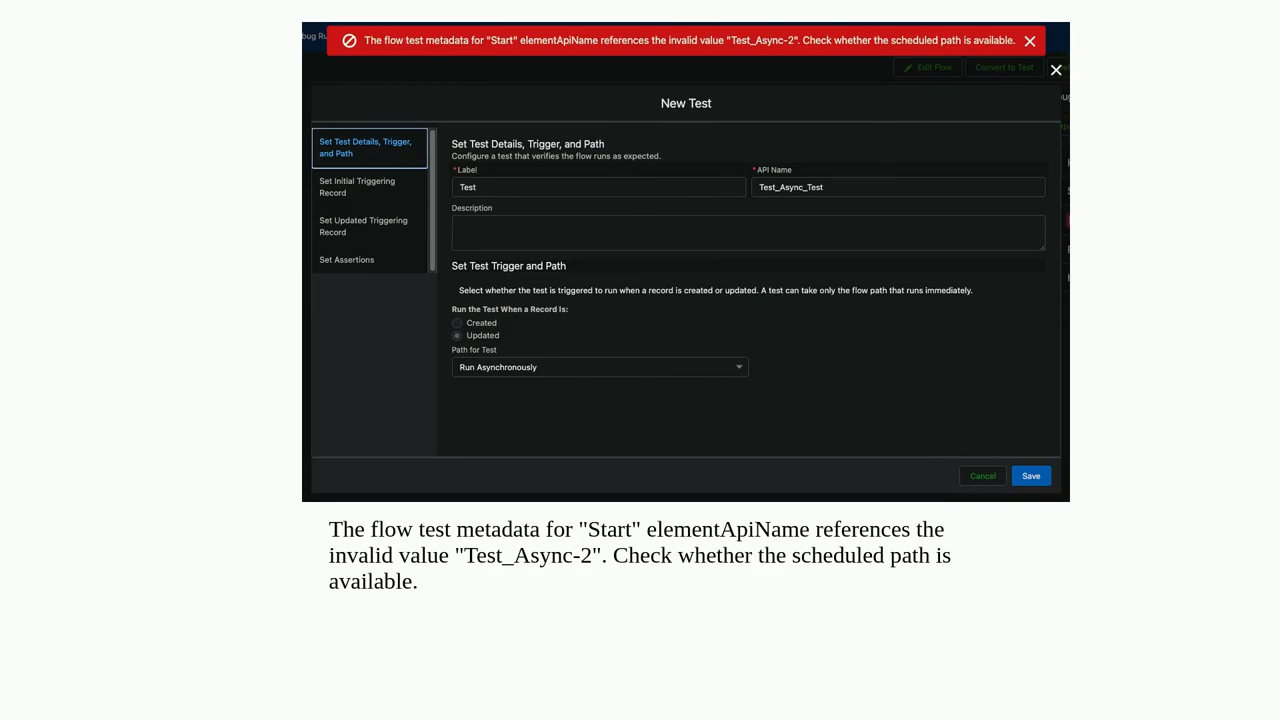 bug Ru
The flow test metadata for "Start" elementApiName references the invalid value "Test_Async-2". Check whether the scheduled path is available.
Edit Flow
Convert to Test
New Test
Set Test Details, Trigger,
and Path
Set Initial Triggering
Record
Set Updated Triggering
Record
Set Assertions
Set Test Details, Trigger, and Path
Configure a test that verifies the flow runs as expected.
*Label
*API Name
Test
Test_Async_Test
Description
Set Test Trigger and Path
Select whether the test is triggered to run when a record is created or updated. A test can take only the flow path that runs immediately.
Run the Test When a Record Is:
Created
Updated
Path for Test
Run Asynchronously
Cancel
Save
The flow test metadata for "Start" elementApiName references the
invalid value "Test_Async-2". Check whether the scheduled path is
available.